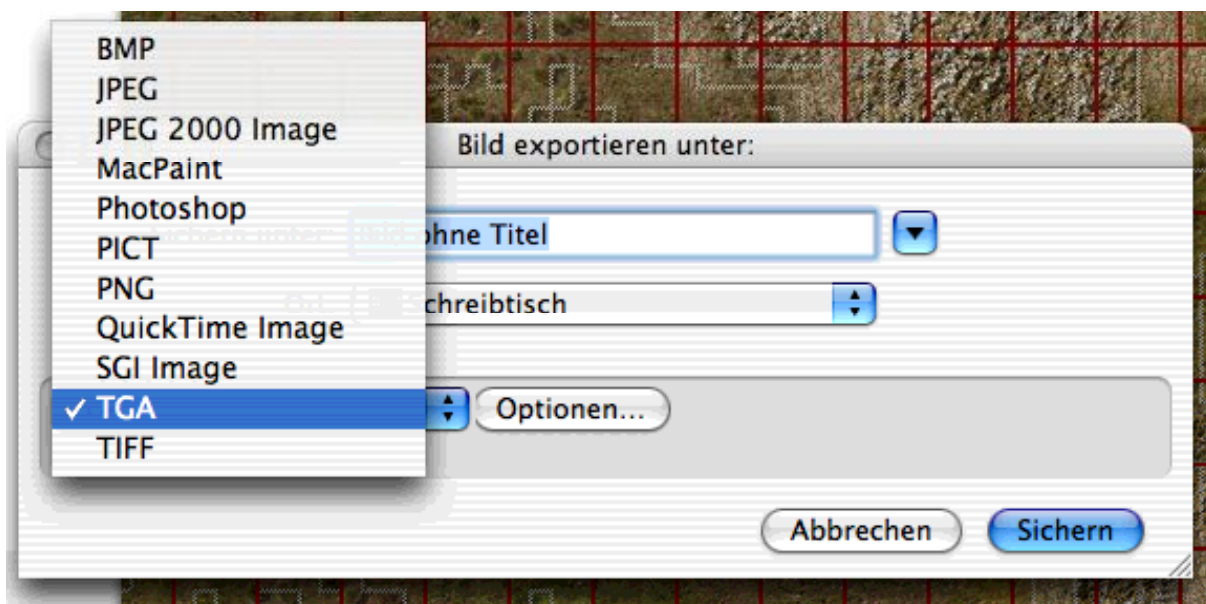 BMP
JPEG
JPEG 2000 Image
MacPaint
Photoshop
PICT
PNG
QuickTime Image
SGI Image
✓ TGA
TIFF
Bild exportieren unter:
ohne Titel
Schreibtisch
Optionen...
Abbrechen
Sichern